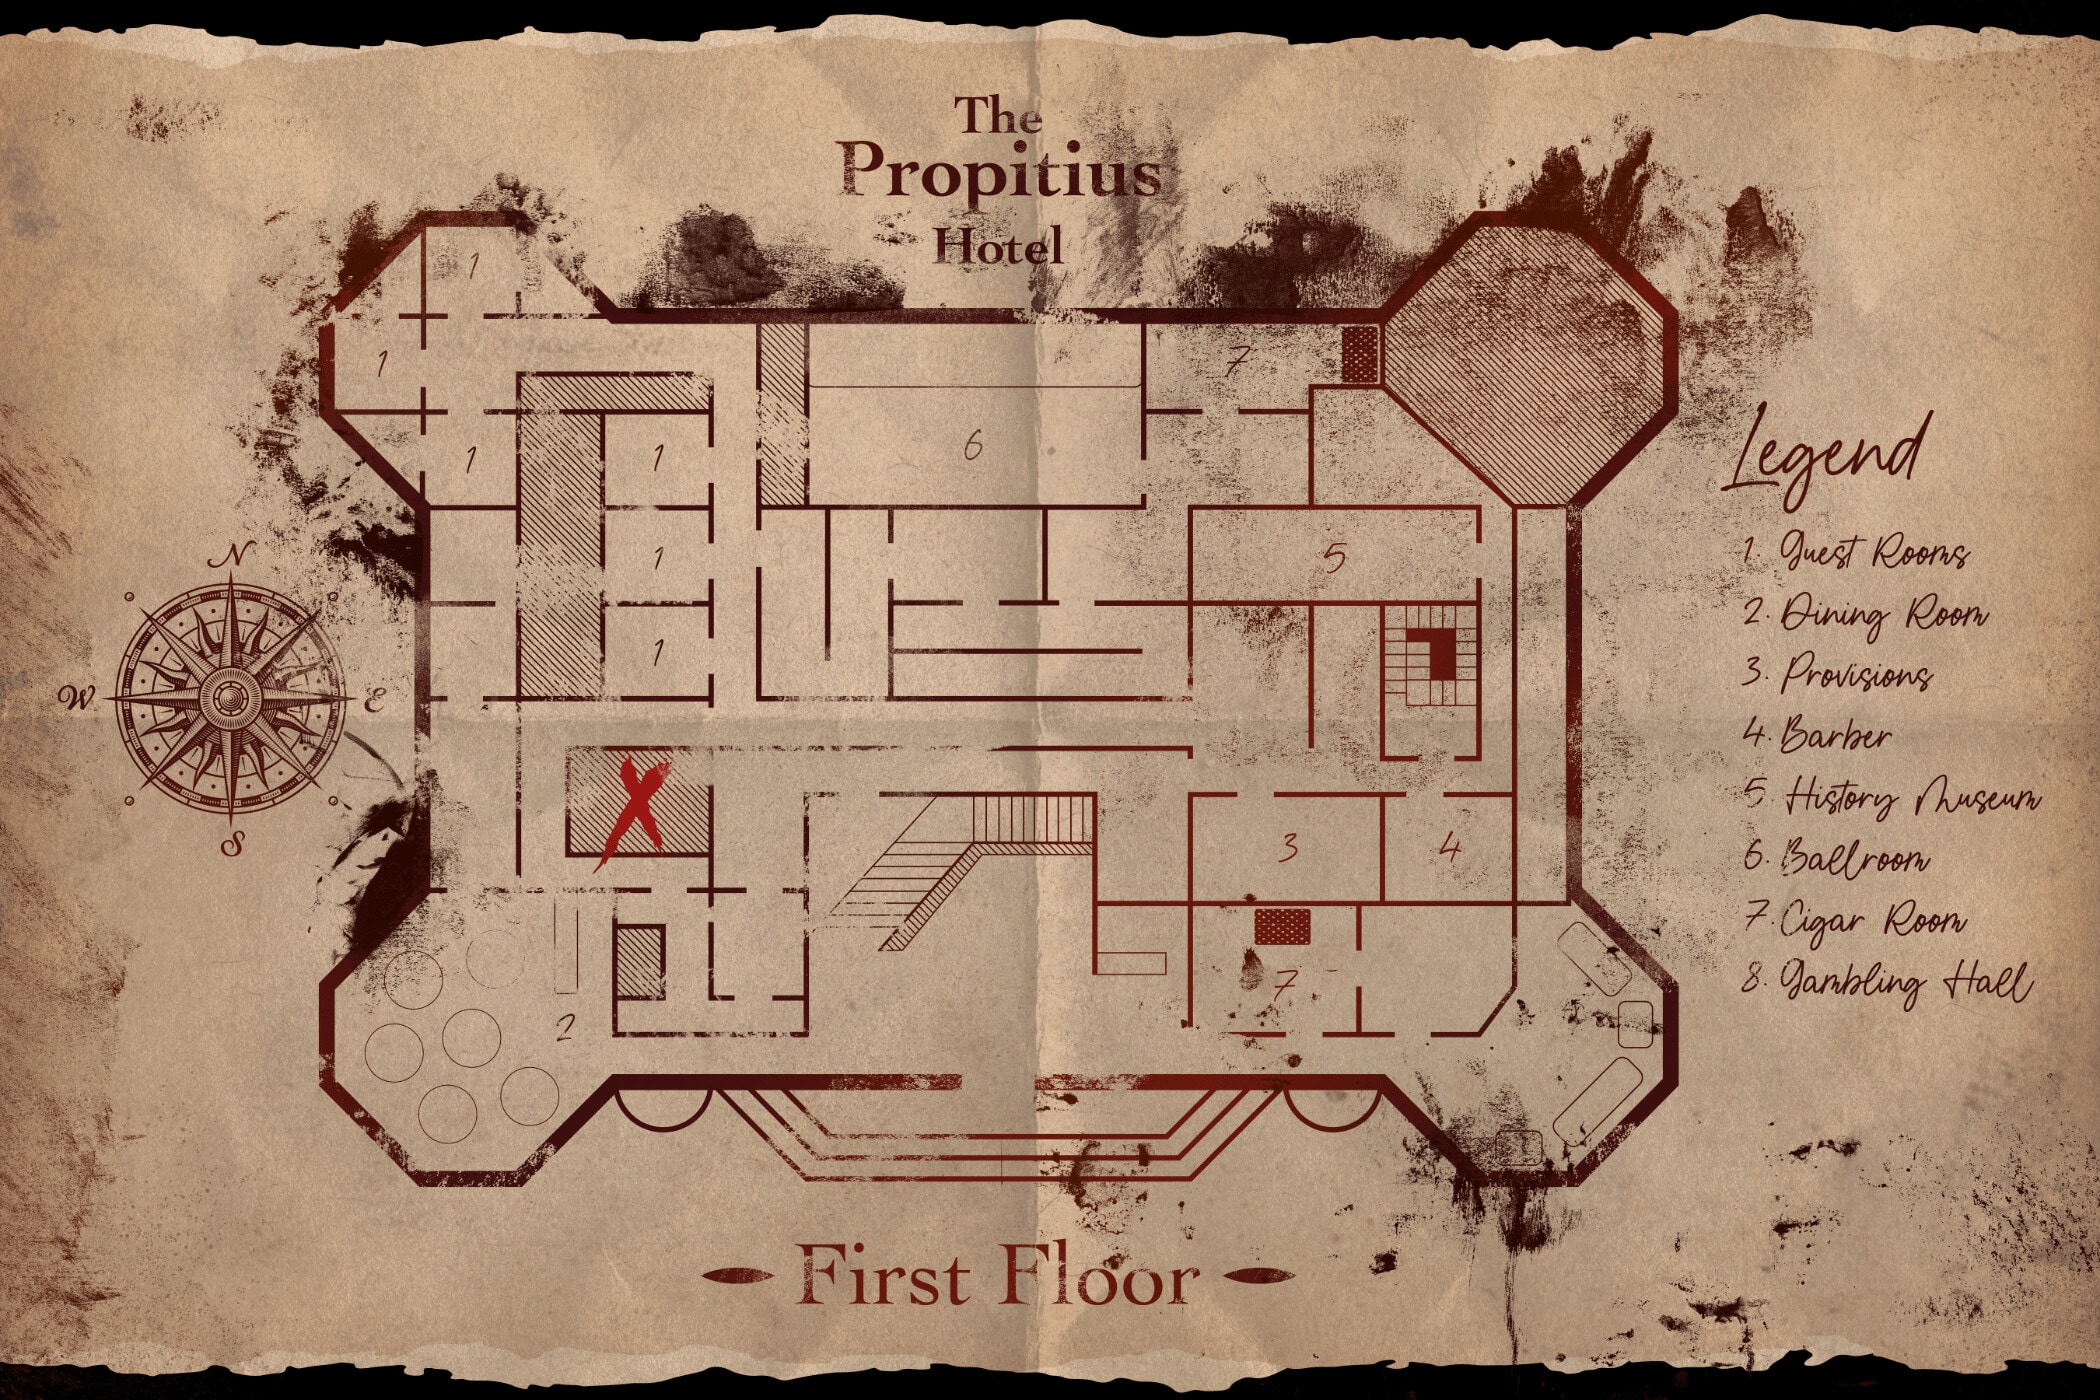 The
Propitius
Hotel
1
1
7
6
1
1
1
5
1
3
4
7
2
N
W
E
S
Legend
1. Guest Rooms
2. Dining Room
3. Provisions
4. Barber
5. History Museum
6. Ballroom
7. Cigar Room
8. Gambling Hall
First Floor